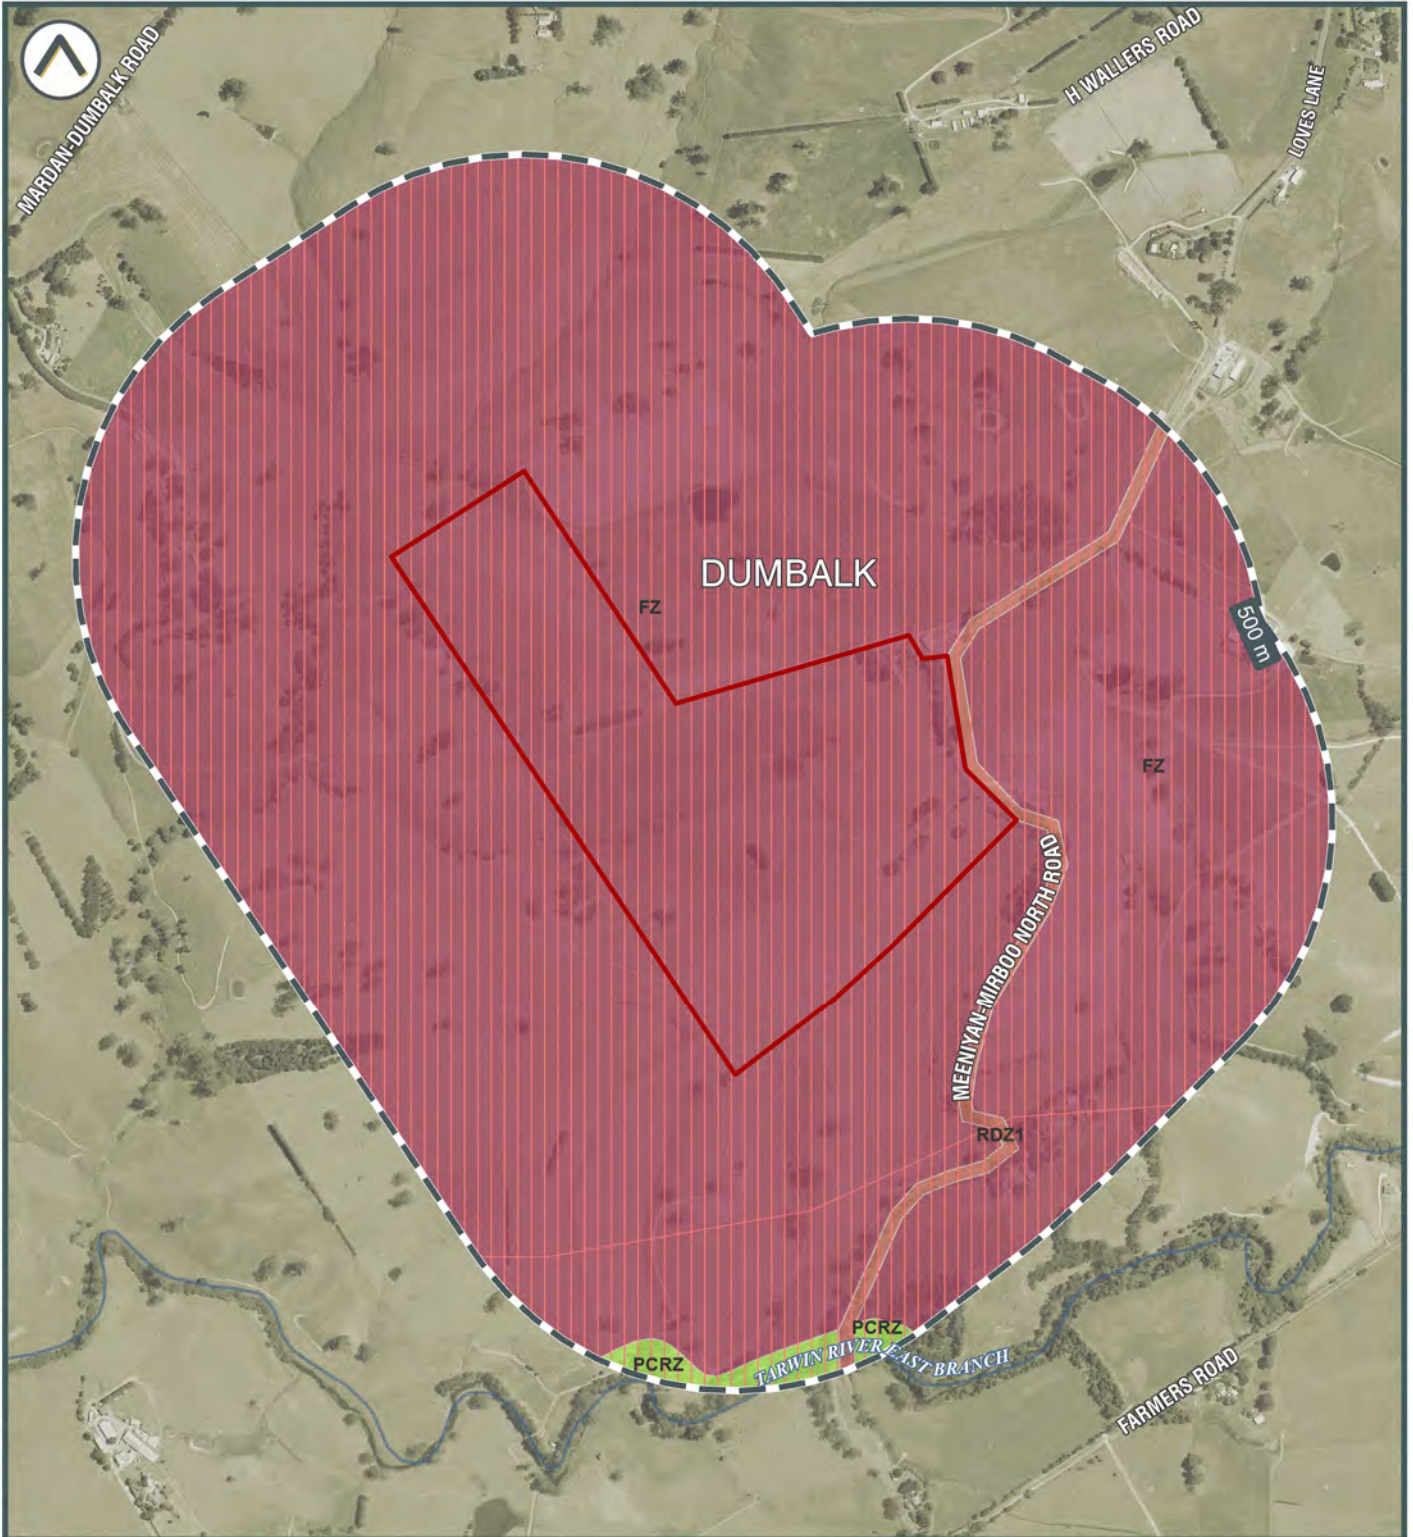 MARDAN-DUMBALK ROAD
H WALLERS ROAD
LOVES LANE
DUMBALK
FZ
500 m
FZ
MEENIYAN-MIRBOO NORTH ROAD
RDZ1
PCRZ
PCRZ
TARWIN RIVER EAST BRANCH
FARMERS ROAD